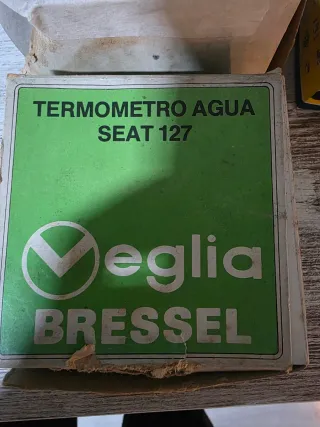 TERMOMETRO AGUA
SEAT 127
Veglia
BRESSEL